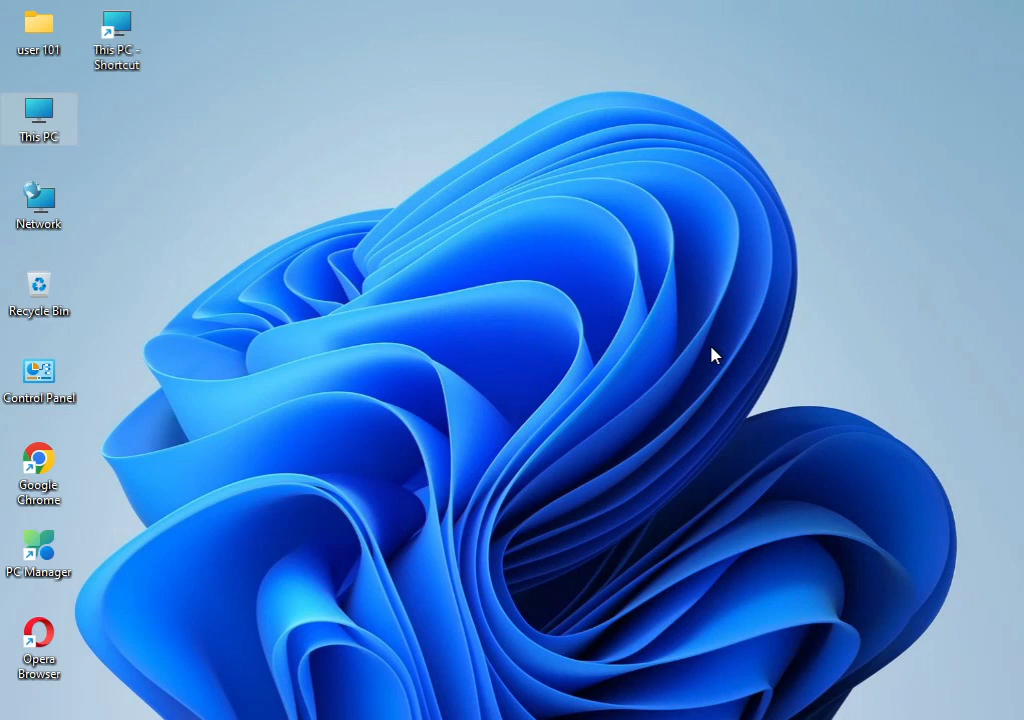 user 101
This PC -
Shortcut
This PC
Network
Recycle Bin
Control Panel
Google
Chrome
PC Manager
Opera
Browser